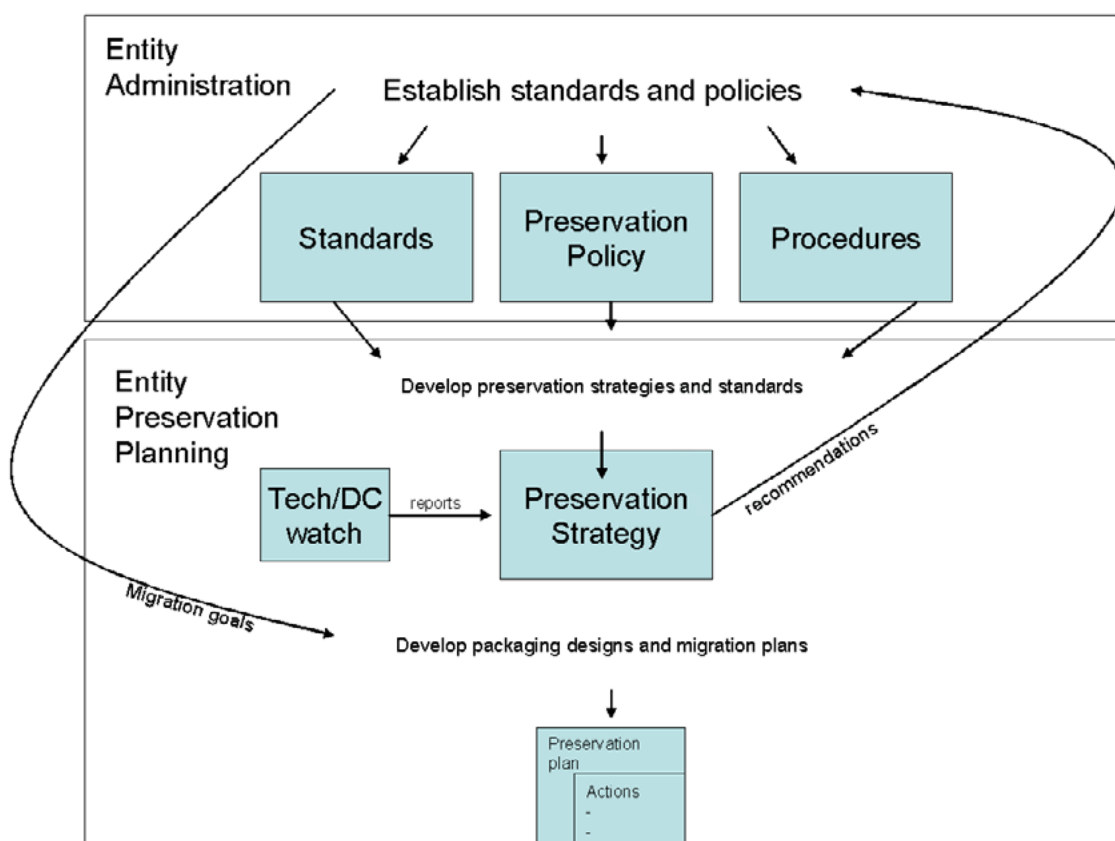 Entity
Administration
Establish standards and policies
Standards
Preservation
Policy
Procedures
Entity
Preservation
Planning
Develop preservation strategies and standards
Tech/DC
watch
reports
Preservation
Strategy
recommendations
Migration goals
Develop packaging designs and migration plans
Preservation
plan
Actions
-
-